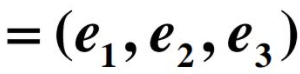 = (e₁, e₂, e₃)